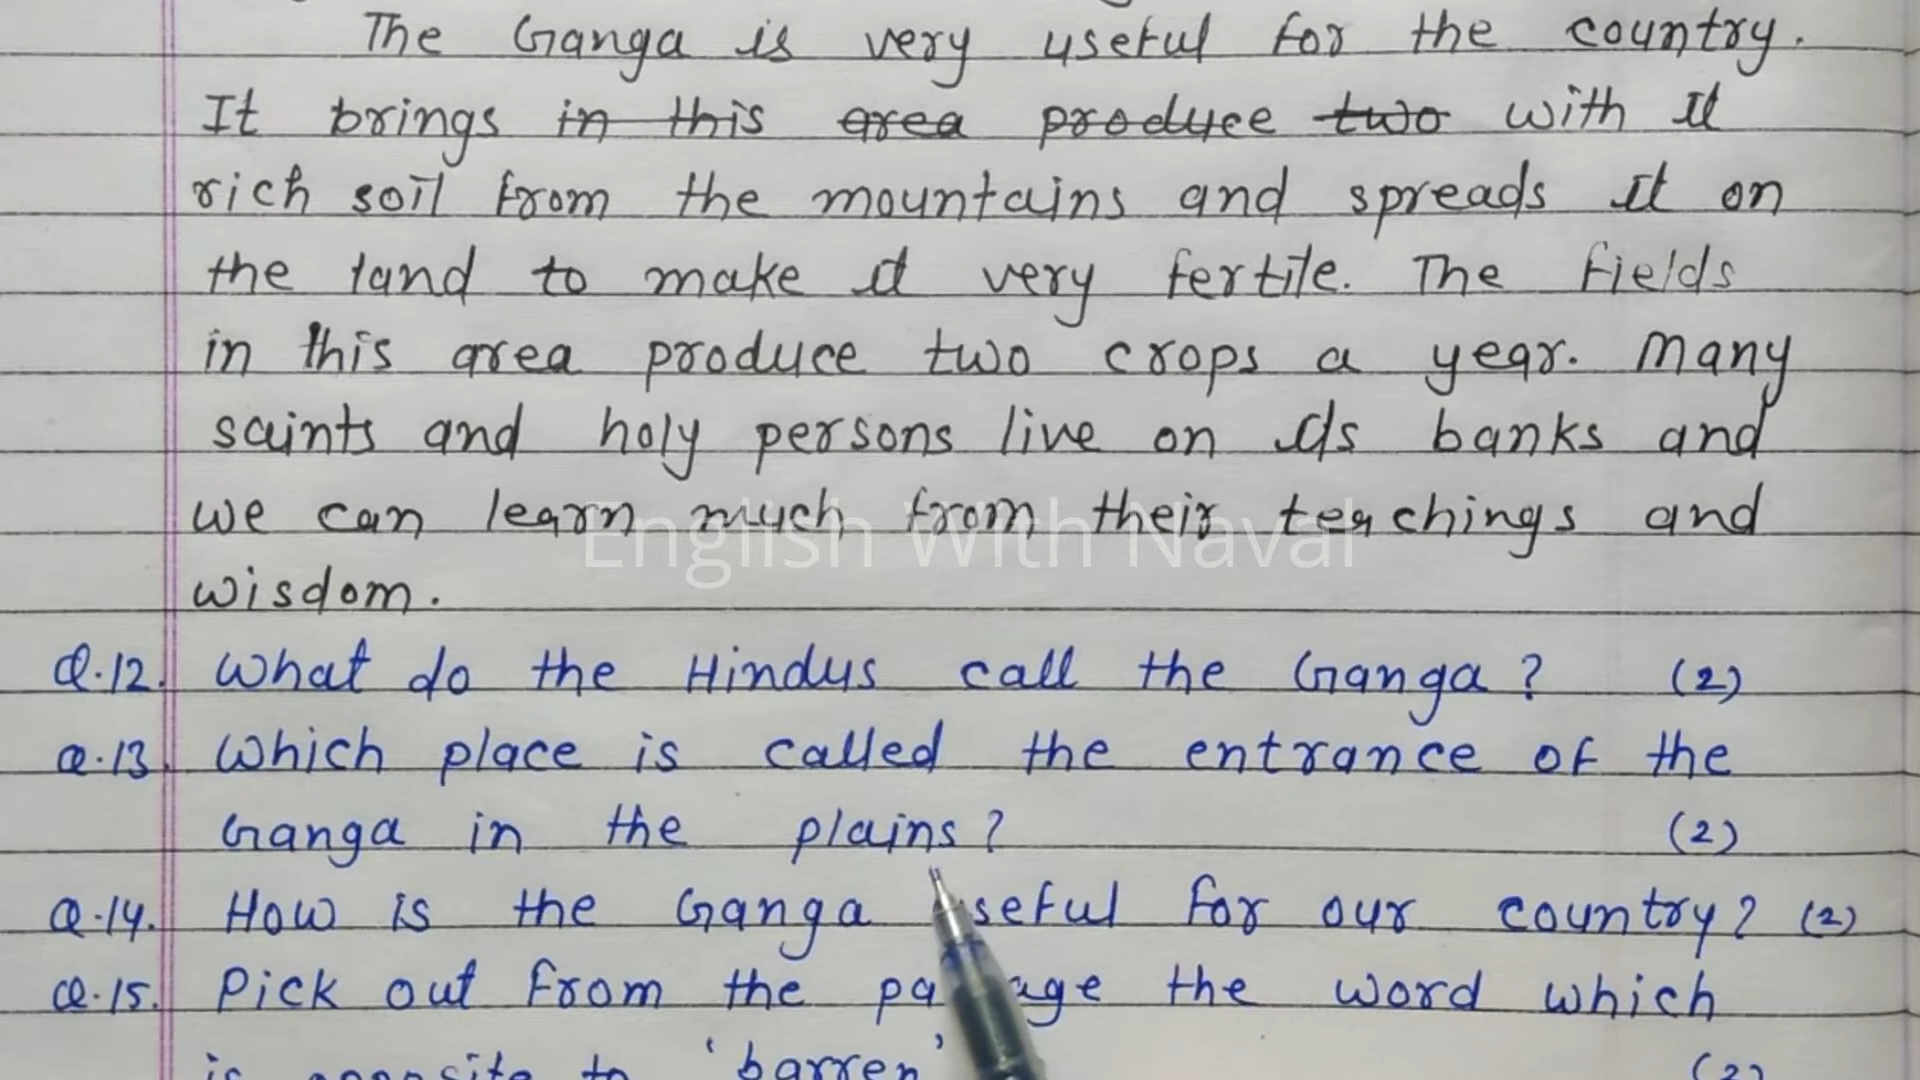 The Ganga is very useful for the country.
It brings in this area produce two with it
rich soil from the mountains and spreads it on
the land to make it very fertile. The fields
in this area produce two crops a year. Many
saints and holy persons live on its banks and
we can learn much from their teachings and
English With Naval
wisdom.
Q.12. What do the Hindus call the Ganga? (2)
Q.13. Which place is called the entrance of the
Ganga in the plains? (2)
Q.14. How is the Ganga useful for our country? (2)
Q.15. Pick out from the passage the word which
is opposite to 'barren' (2)